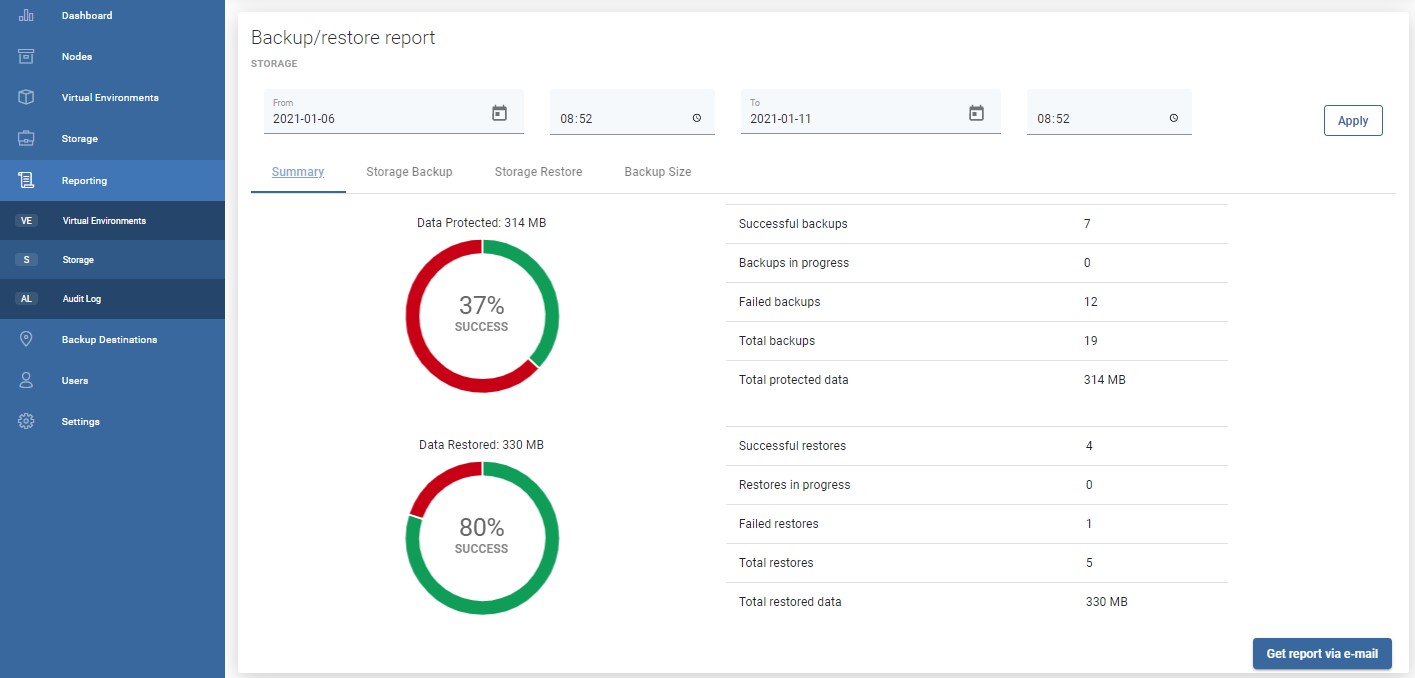 Dashboard
Nodes
Virtual Environments
Storage
Reporting
VE Virtual Environments
S Storage
AL Audit Log
Backup Destinations
Users
Settings
Backup/restore report
STORAGE
From
2021-01-06
08:52
To
2021-01-11
08:52
Apply
Summary Storage Backup Storage Restore Backup Size
Data Protected: 314 MB
37%
SUCCESS
Successful backups 7
Backups in progress 0
Failed backups 12
Total backups 19
Total protected data 314 MB
Data Restored: 330 MB
80%
SUCCESS
Successful restores 4
Restores in progress 0
Failed restores 1
Total restores 5
Total restored data 330 MB
Get report via e-mail